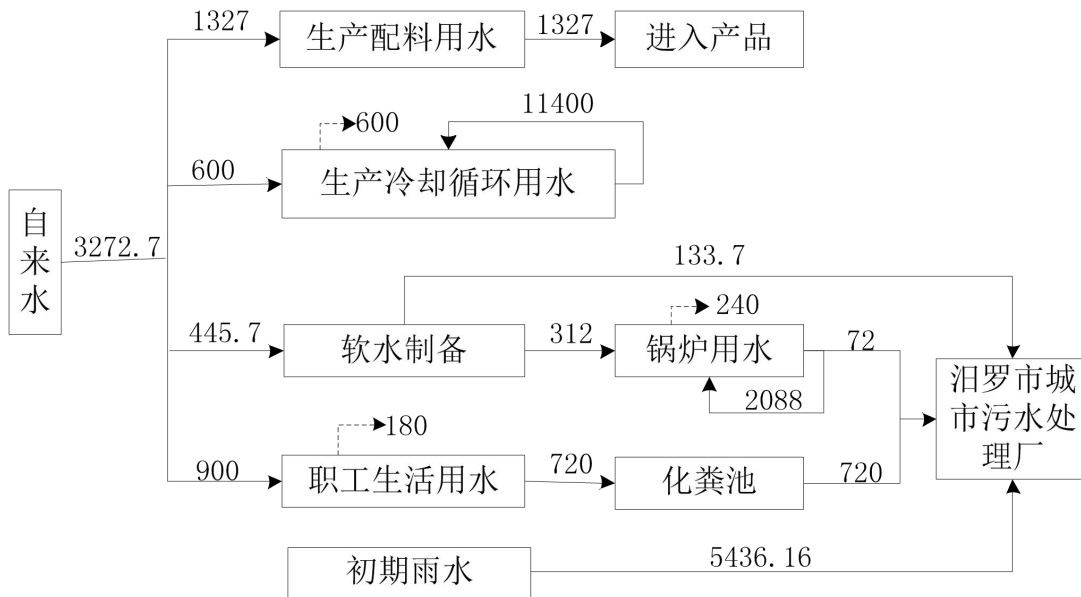 1327
生产配料用水
1327
进入产品
600
11400
600
生产冷却循环用水
自来水
3272.7
133.7
240
445.7
软水制备
312
锅炉用水
72
2088
汨罗市城
市污水处
理厂
180
900
职工生活用水
720
化粪池
720
初期雨水
5436.16